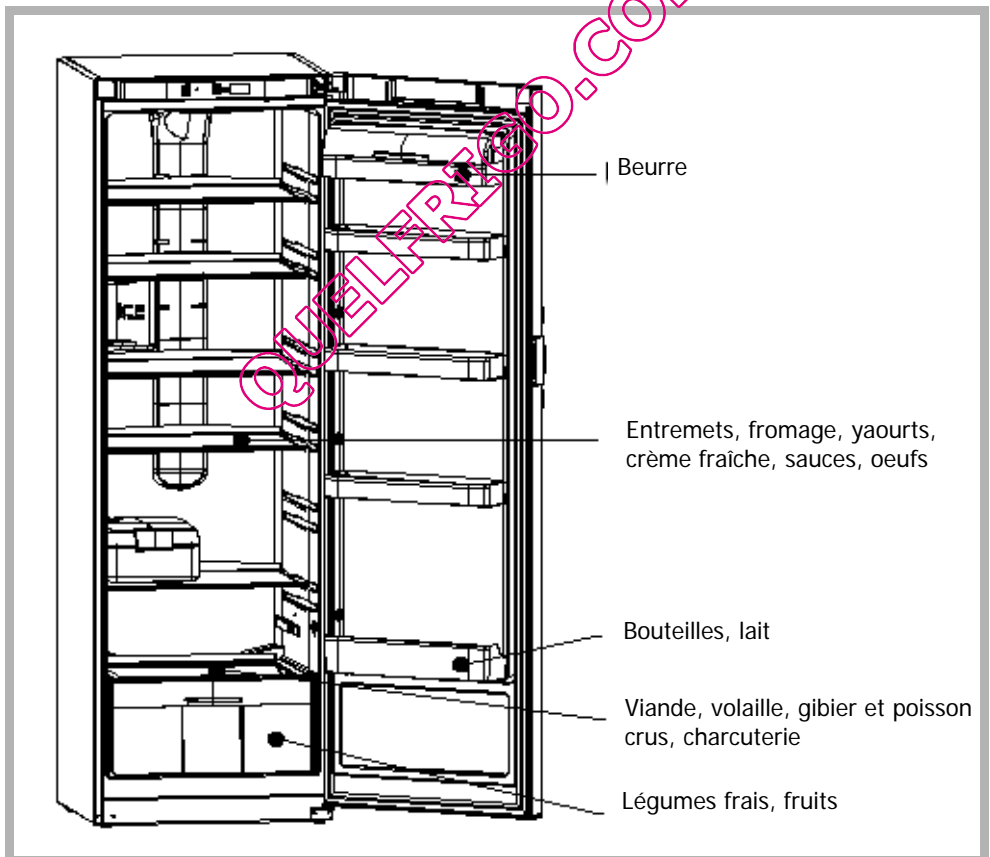 QUELFRIGO.CO
Beurre
Entremets, fromage, yaourts,
crème fraîche, sauces, oeufs
Bouteilles, lait
Viande, volaille, gibier et poisson
crus, charcuterie
Légumes frais, fruits